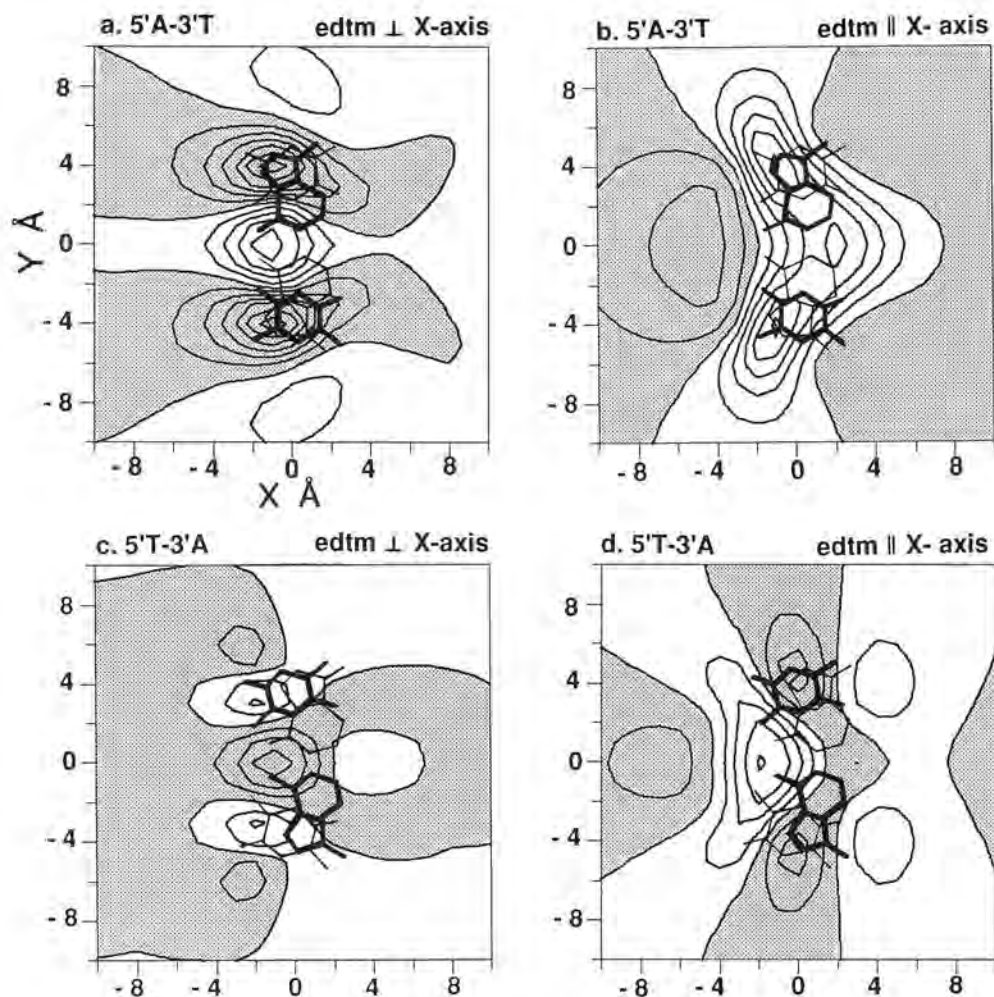 a. 5'A-3'T edtm ⊥ X-axis
b. 5'A-3'T edtm ∥ X- axis
8
4
0
- 4
- 8
Y Å
- 8 - 4 0 4 8
X Å
8
4
0
- 4
- 8
- 8 - 4 0 4 8
c. 5'T-3'A edtm ⊥ X-axis
d. 5'T-3'A edtm ∥ X- axis
8
4
0
- 4
- 8
- 8 - 4 0 4 8
8
4
0
- 4
- 8
- 8 - 4 0 4 8